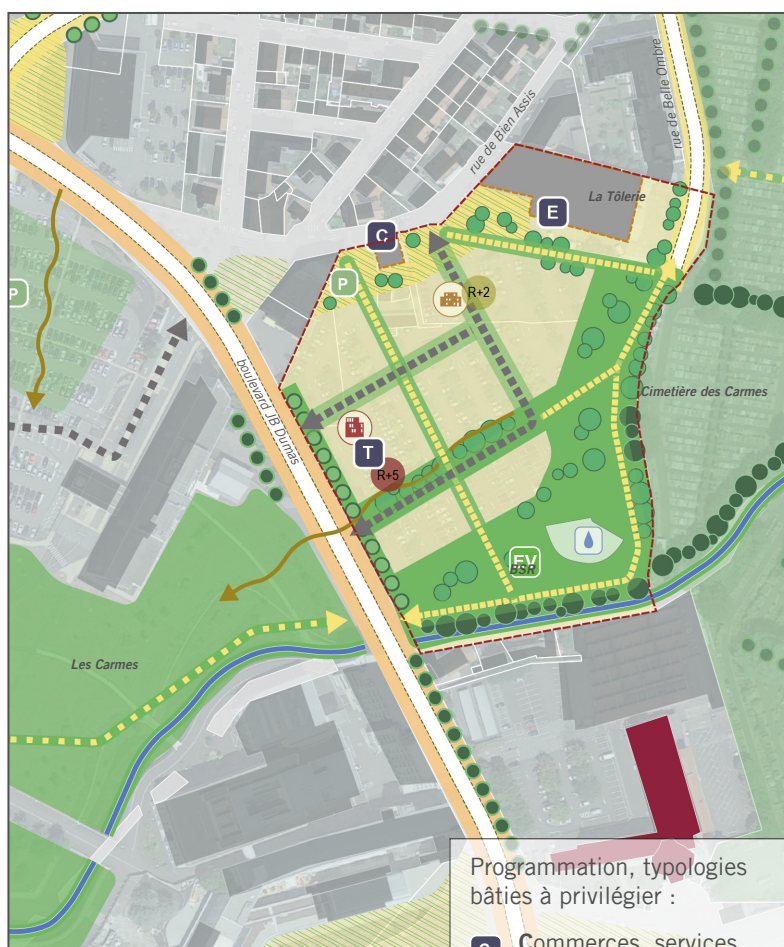 rue de Bien Assis
rue de Belle Ombre
La Tôlerie
E
C
P
P
R+2
boulevard JB Dumas
Cimetière des Carmes
T
R+5
EV
BSR
Les Carmes
Programmation, typologies
bâties à privilégier :
C Commerces, services